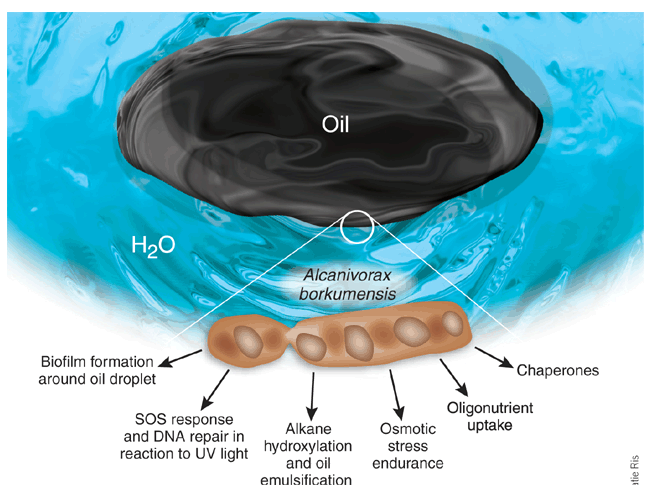 Oil
H₂O
Alcanivorax
borkumensis
Biofilm formation
around oil droplet
SOS response
and DNA repair in
reaction to UV light
Alkane
hydroxylation
and oil
emulsification
Osmotic
stress
endurance
Oligonutrient
uptake
Chaperones
Ris